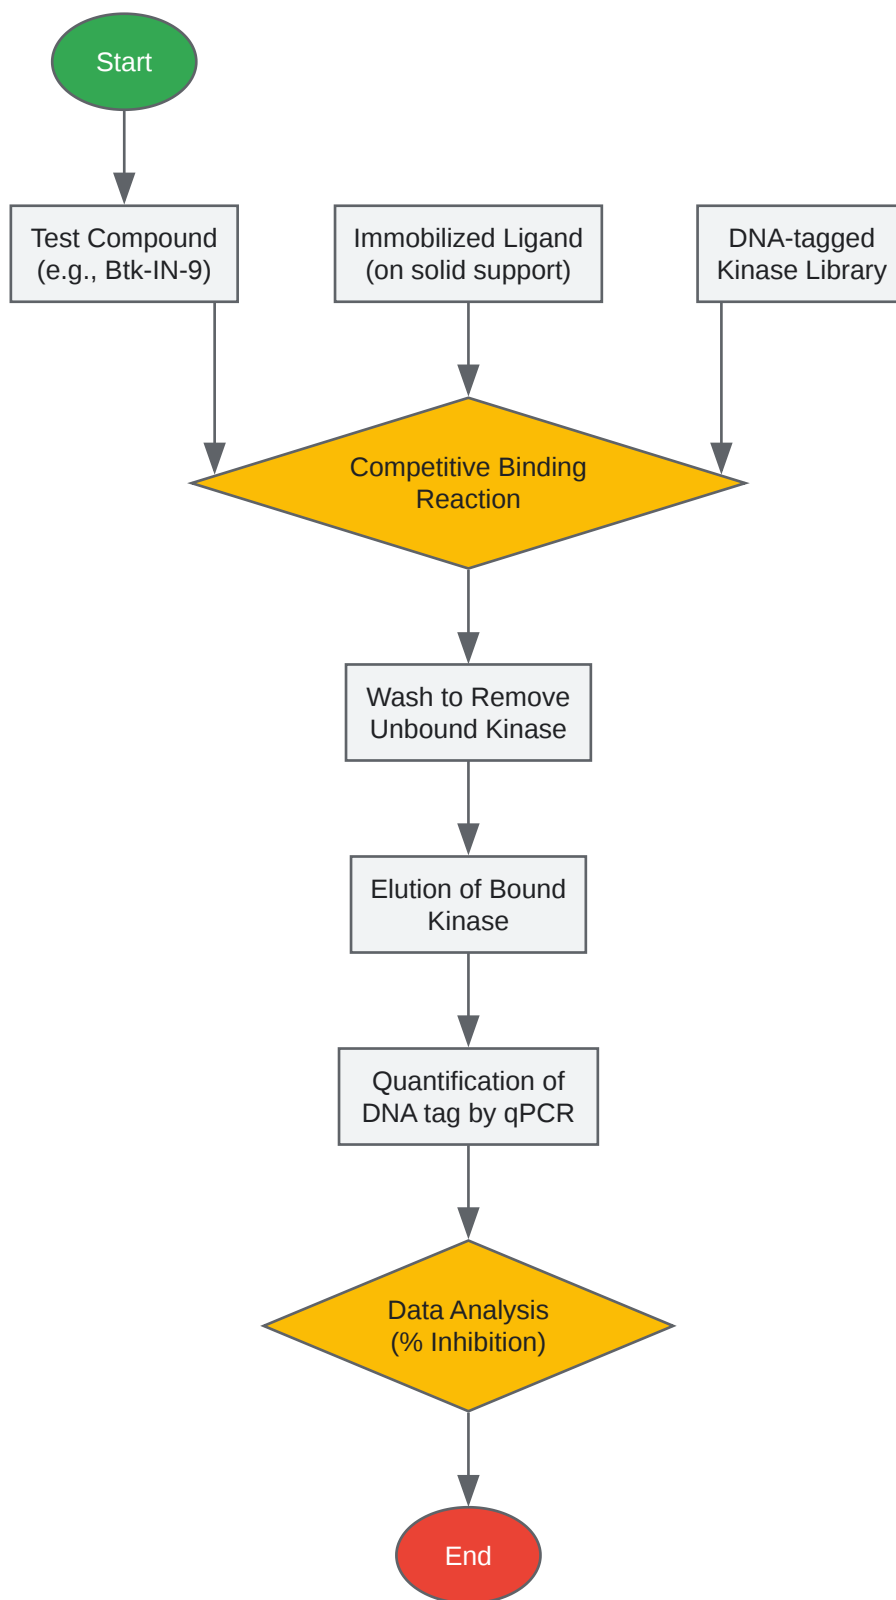 Start
Test Compound
(e.g., Btk-IN-9)
Immobilized Ligand
(on solid support)
DNA-tagged
Kinase Library
Competitive Binding
Reaction
Wash to Remove
Unbound Kinase
Elution of Bound
Kinase
Quantification of
DNA tag by qPCR
Data Analysis
(% Inhibition)
End